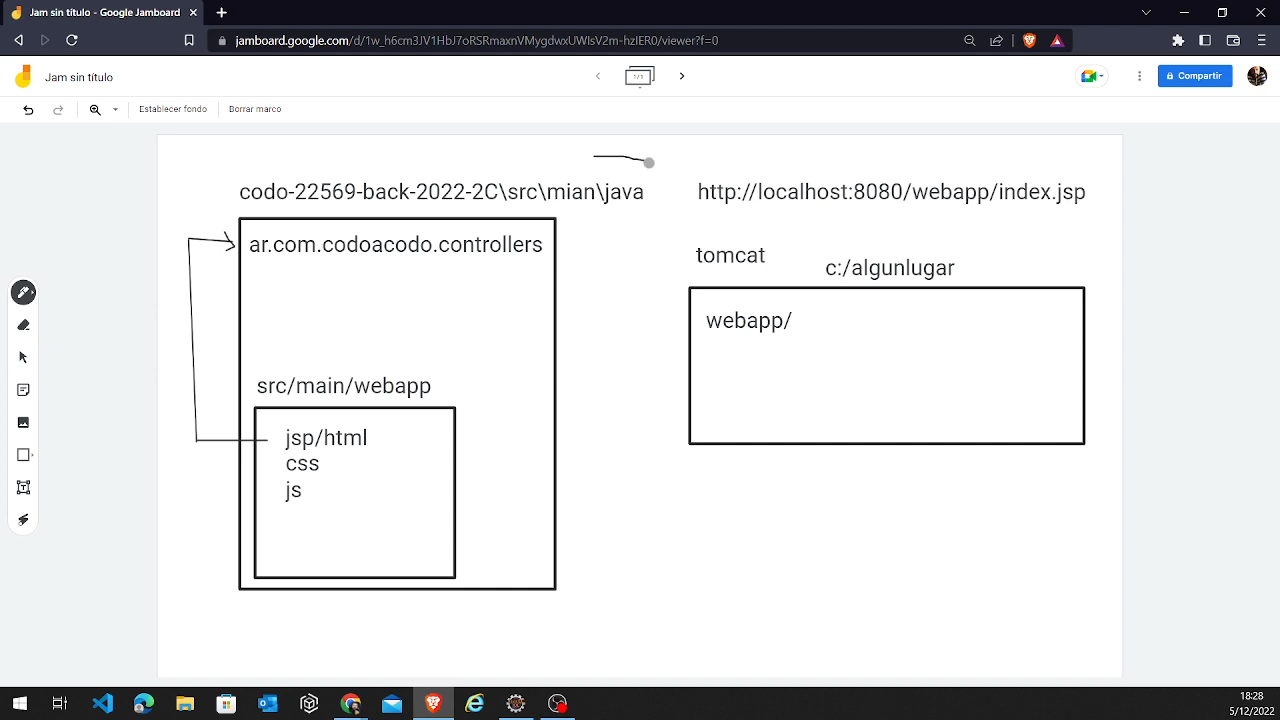 Jam sin título - Google Jamboard
jamboard.google.com/d/1w_h6cm3JV1HbJ7oRSRmaxnVMygdwxUWlsV2m-hzIER0/viewer?f=0
Jam sin título
1/1
Compartir
Establecer fondo
Borrar marco
codo-22569-back-2022-2C\src\mian\java
http://localhost:8080/webapp/index.jsp
ar.com.codoacodo.controllers
tomcat
c:/algunlugar
webapp/
src/main/webapp
jsp/html
css
js
18:28
5/12/2022